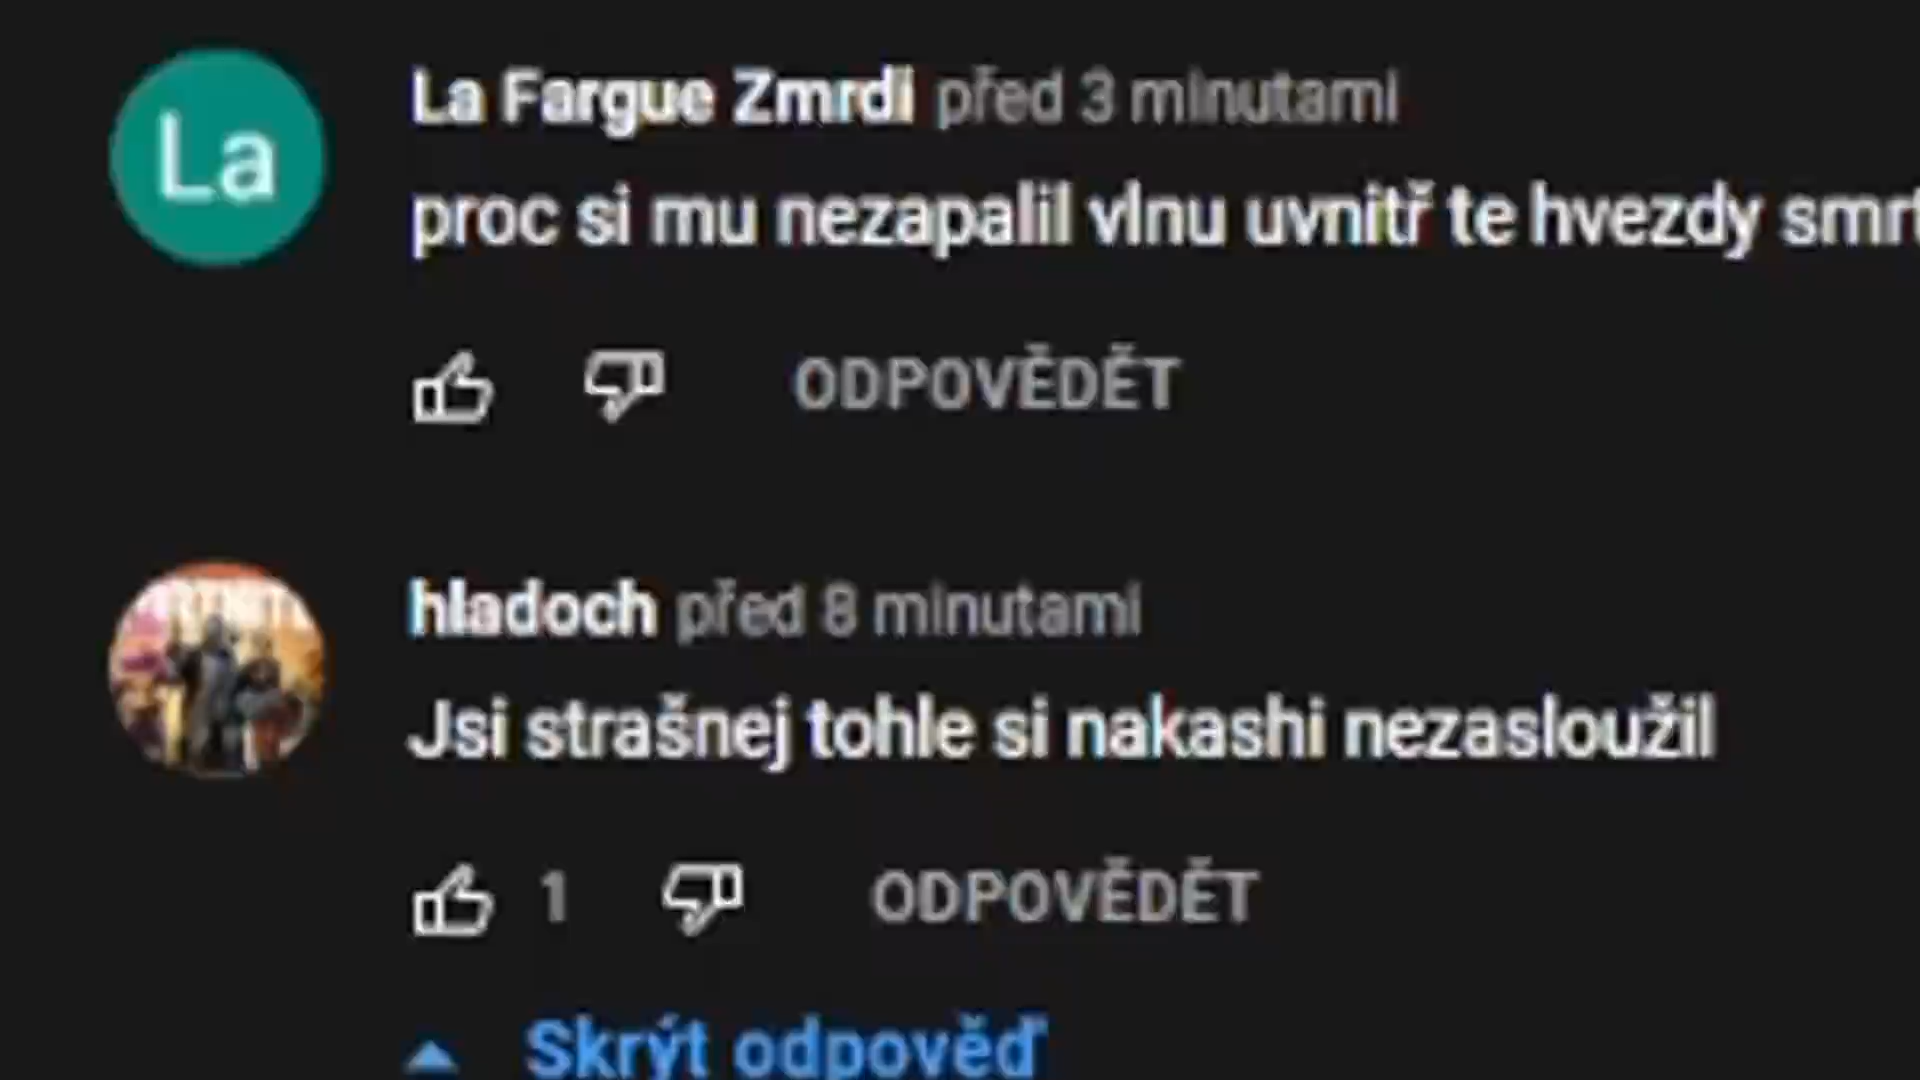 La
La Fargue Zmrdi před 3 minutami
proc si mu nezapalil vlnu uvnitř te hvezdy smrt
ODPOVĚDĚT
hladoch před 8 minutami
Jsi strašnej tohle si nakashi nezasloužil
1 ODPOVĚDĚT
Skrýt odpověď